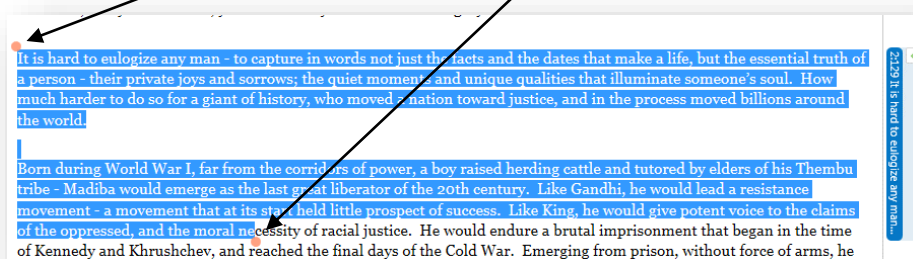 It is hard to eulogize any man - to capture in words not just the facts and the dates that make a life, but the essential truth of
a person - their private joys and sorrows; the quiet moments and unique qualities that illuminate someone's soul.  How
much harder to do so for a giant of history, who moved a nation toward justice, and in the process moved billions around
the world.
Born during World War I, far from the corridors of power, a boy raised herding cattle and tutored by elders of his Thembu
tribe - Madiba would emerge as the last great liberator of the 20th century.  Like Gandhi, he would lead a resistance
movement - a movement that at its start held little prospect of success.  Like King, he would give potent voice to the claims
of the oppressed, and the moral necessity of racial justice.  He would endure a brutal imprisonment that began in the time
of Kennedy and Khrushchev, and reached the final days of the Cold War.  Emerging from prison, without force of arms, he
2:129 It is hard to eulogize any man...